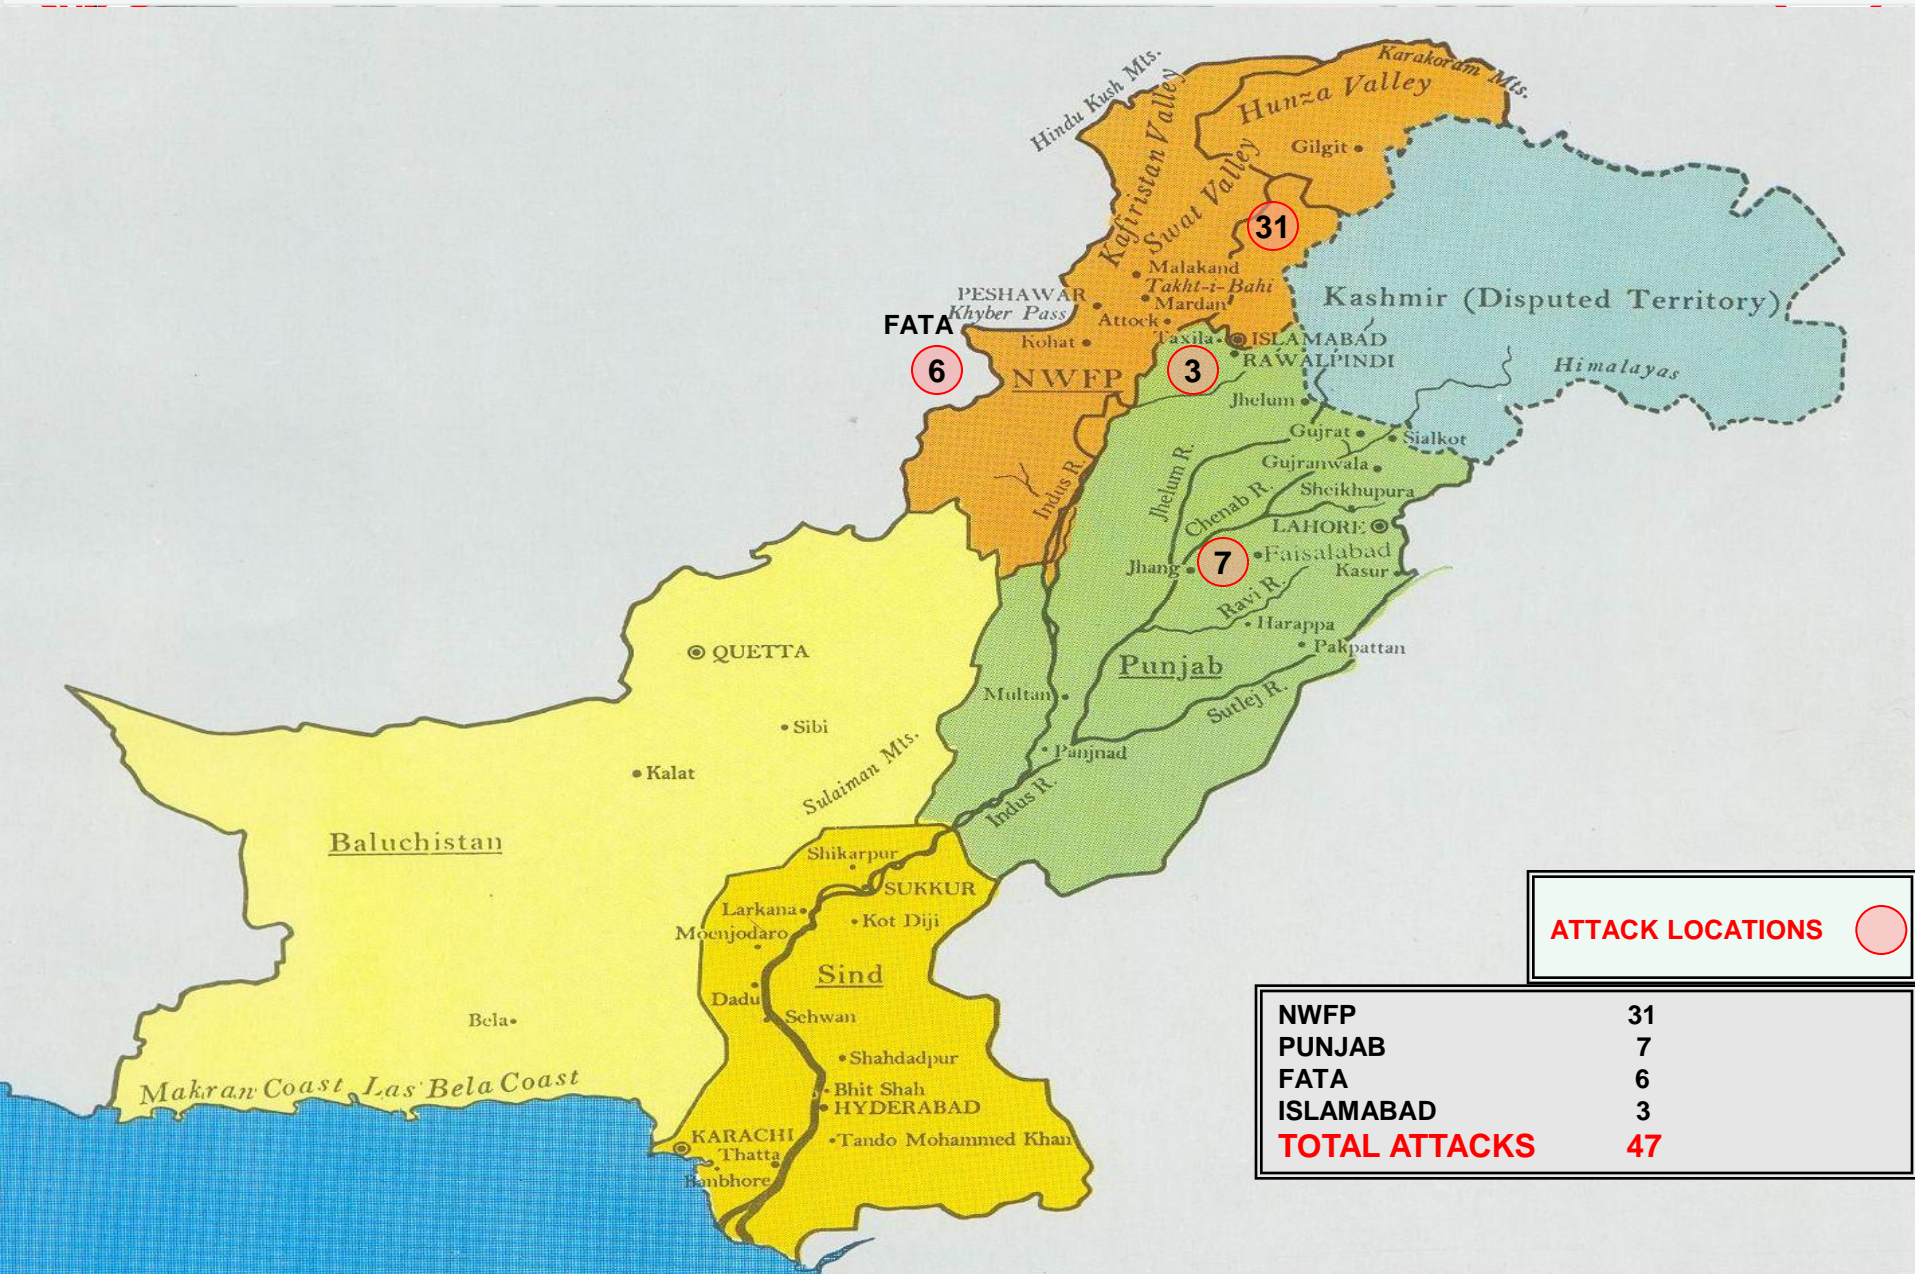 Karakoram Mts.
Hindu Kush Mts.
Hunza Valley
Gilgit
Kafiristan Valley
Swat Valley
31
Malakand
Takht-i-Bahi
PESHAWAR
Mardan
Khyber Pass
Attock
FATA
Kohat
Taxila
ISLAMABAD
RAWALPINDI
Kashmir (Disputed Territory)
Himalayas
6
NWFP
3
Jhelum
Gujrat
Sialkot
Jhelum R.
Gujranwala
Indus R.
Chenab R.
Sheikhupura
LAHORE
Faisalabad
Jhang
7
Kasur
Ravi R.
Harappa
QUETTA
Punjab
Pakpattan
Multan
Sutlej R.
Sibi
Panjnad
Kalat
Sulaiman Mts.
Indus R.
Baluchistan
Shikarpur
SUKKUR
Larkana
Kot Diji
Moenjodaro
Sind
Dadu
Sehwan
Bela
Shahdadpur
Makran Coast Las Bela Coast
Bhit Shah
HYDERABAD
KARACHI
Tando Mohammed Khan
Thatta
Banbhore
ATTACK LOCATIONS
NWFP 31
PUNJAB 7
FATA 6
ISLAMABAD 3
TOTAL ATTACKS 47